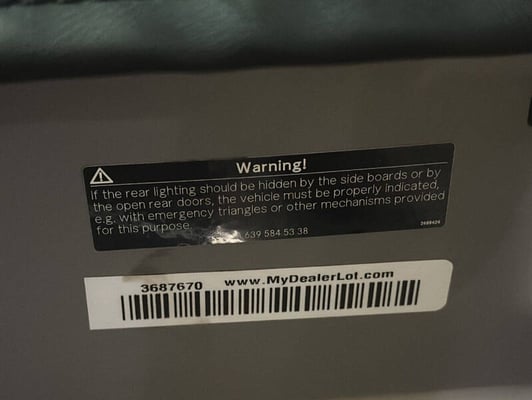 Warning!
If the rear lighting should be hidden by the side boards or by
the open rear doors, the vehicle must be properly indicated,
e.g. with emergency triangles or other mechanisms provided
for this purpose.
639 584 53 38
3687670 www.MyDealerLot.com